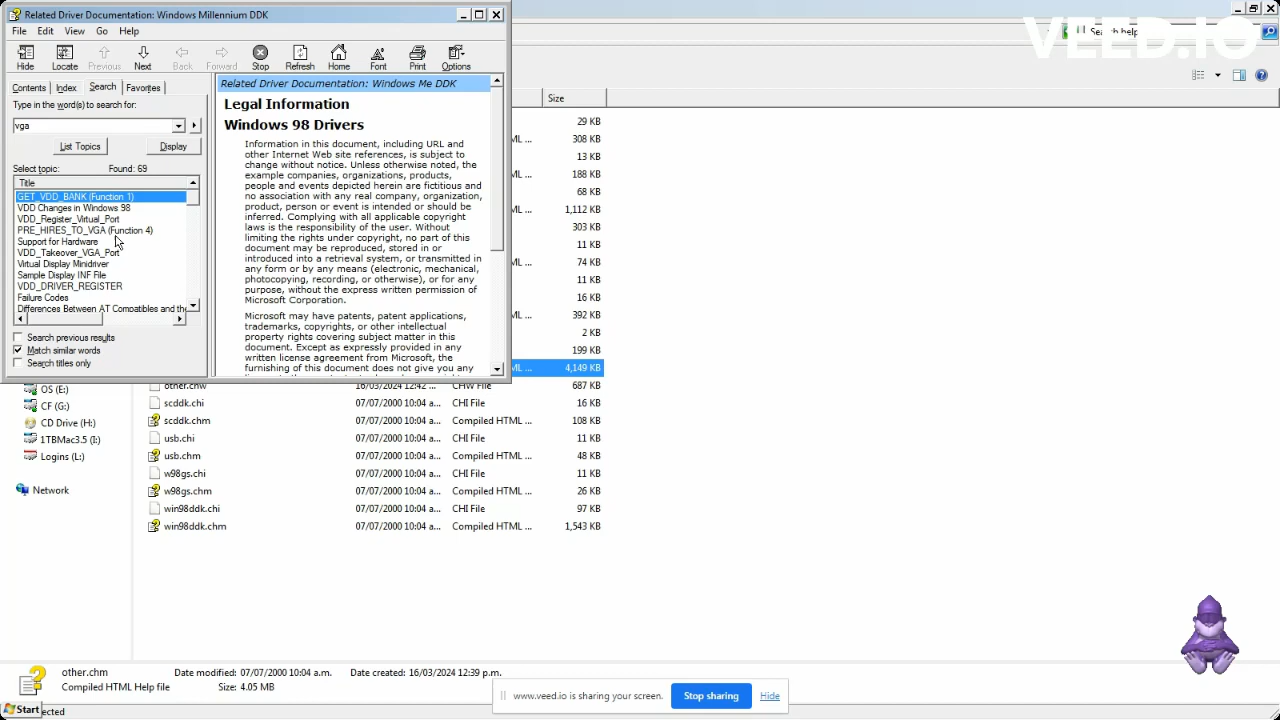 Related Driver Documentation: Windows Millennium DDK
File Edit View Go Help
Hide Locate Previous Next Back Forward Stop Refresh Home Font Print Options
Contents Index Search Favorites
Type in the word(s) to search for:
vga
List Topics Display
Select topic: Found: 69
Title
GET_VDD_BANK (Function 1)
VDD Changes in Windows 98
VDD_Register_Virtual_Port
PRE_HIRES_TO_VGA (Function 4)
Support for Hardware
VDD_Takeover_VGA_Port
Virtual Display Minidriver
Sample Display INF File
VDD_DRIVER_REGISTER
Failure Codes
Differences Between AT Compatibles and the
Search previous results
Match similar words
Search titles only
Related Driver Documentation: Windows Me DDK
Legal Information
Windows 98 Drivers
Information in this document, including URL and
other Internet Web site references, is subject to
change without notice. Unless otherwise noted, the
example companies, organizations, products,
people and events depicted herein are fictitious and
no association with any real company, organization,
product, person or event is intended or should be
inferred. Complying with all applicable copyright
laws is the responsibility of the user. Without
limiting the rights under copyright, no part of this
document may be reproduced, stored in or
introduced into a retrieval system, or transmitted in
any form or by any means (electronic, mechanical,
photocopying, recording, or otherwise), or for any
purpose, without the express written permission of
Microsoft Corporation.
Microsoft may have patents, patent applications,
trademarks, copyrights, or other intellectual
property rights covering subject matter in this
document. Except as expressly provided in any
written license agreement from Microsoft, the
furnishing of this document does not give you any
VEED.IO
Search help
Size
29 KB
ML ... 308 KB
13 KB
ML ... 188 KB
68 KB
ML ... 1,112 KB
303 KB
11 KB
ML ... 74 KB
11 KB
16 KB
ML ... 392 KB
2 KB
199 KB
ML ... 4,149 KB
other.chw 16/03/2024 12:42 ... CHW File 687 KB
scddk.chi 07/07/2000 10:04 a... CHI File 16 KB
scddk.chm 07/07/2000 10:04 a... Compiled HTML ... 108 KB
usb.chi 07/07/2000 10:04 a... CHI File 11 KB
usb.chm 07/07/2000 10:04 a... Compiled HTML ... 48 KB
w98gs.chi 07/07/2000 10:04 a... CHI File 11 KB
w98gs.chm 07/07/2000 10:04 a... Compiled HTML ... 26 KB
win98ddk.chi 07/07/2000 10:04 a... CHI File 97 KB
win98ddk.chm 07/07/2000 10:04 a... Compiled HTML ... 1,543 KB
OS (E:)
CF (G:)
CD Drive (H:)
1TBMac3.5 (I:)
Logins (L:)
Network
other.chm Date modified: 07/07/2000 10:04 a.m. Date created: 16/03/2024 12:39 p.m.
Compiled HTML Help file Size: 4.05 MB
www.veed.io is sharing your screen. Stop sharing Hide
Start ected